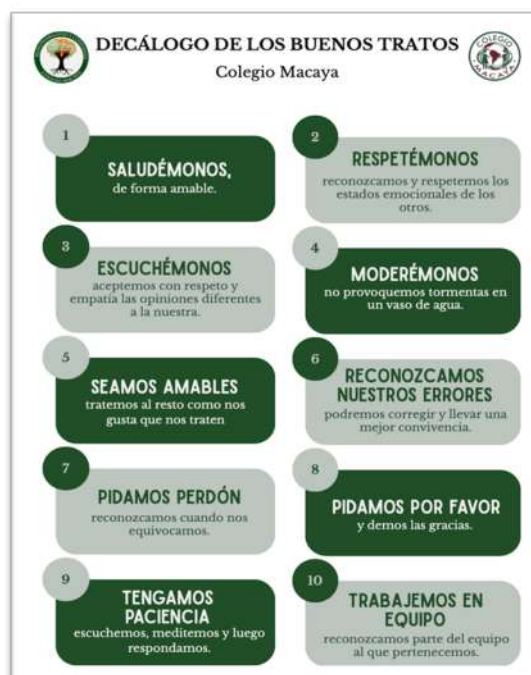 DECÁLOGO DE LOS BUENOS TRATOS
Colegio Macaya
COLEGIO
MACAYA
1
SALUDÉMONOS,
de forma amable.
2
RESPETÉMONOS
reconozcamos y respetemos los
estados emocionales de los
otros.
3
ESCUCHÉMONOS
aceptemos con respeto y
empatía las opiniones diferentes
a la nuestra.
4
MODERÉMONOS
no provoquemos tormentas en
un vaso de agua.
5
SEAMOS AMABLES
tratemos al resto como nos
gusta que nos traten
6
RECONOZCAMOS
NUESTROS ERRORES
podremos corregir y llevar una
mejor convivencia.
7
PIDAMOS PERDÓN
reconozcamos cuando nos
equivocamos.
8
PIDAMOS POR FAVOR
y demos las gracias.
9
TENGAMOS
PACIENCIA
escuchemos, meditemos y luego
respondamos.
10
TRABAJEMOS EN
EQUIPO
reconozcamos parte del equipo
al que pertenecemos.